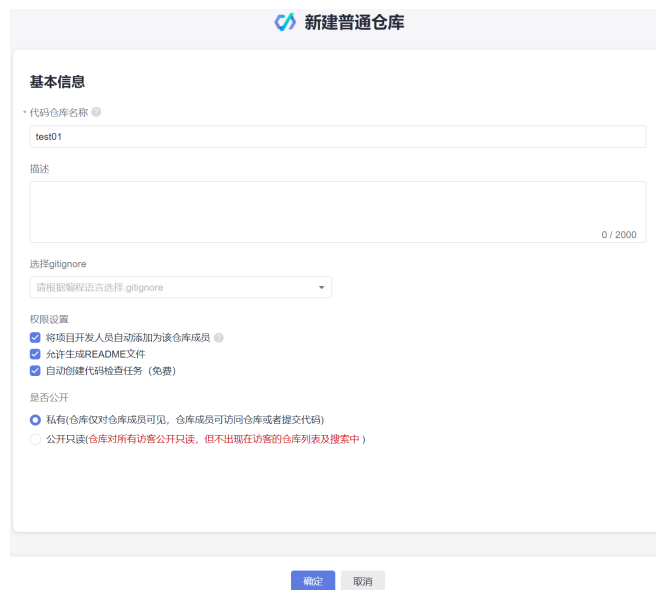 新建普通仓库
基本信息
* 代码仓库名称 ?
test01
描述
0 / 2000
选择gitignore
请根据编程语言选择.gitignore
权限设置
将项目开发人员自动添加为该仓库成员 ?
允许生成README文件
自动创建代码检查任务（免费）
是否公开
私有(仓库仅对仓库成员可见，仓库成员可访问仓库或者提交代码)
公开只读(仓库对所有访客公开只读，但不出现在访客的仓库列表及搜索中 )
确定 取消